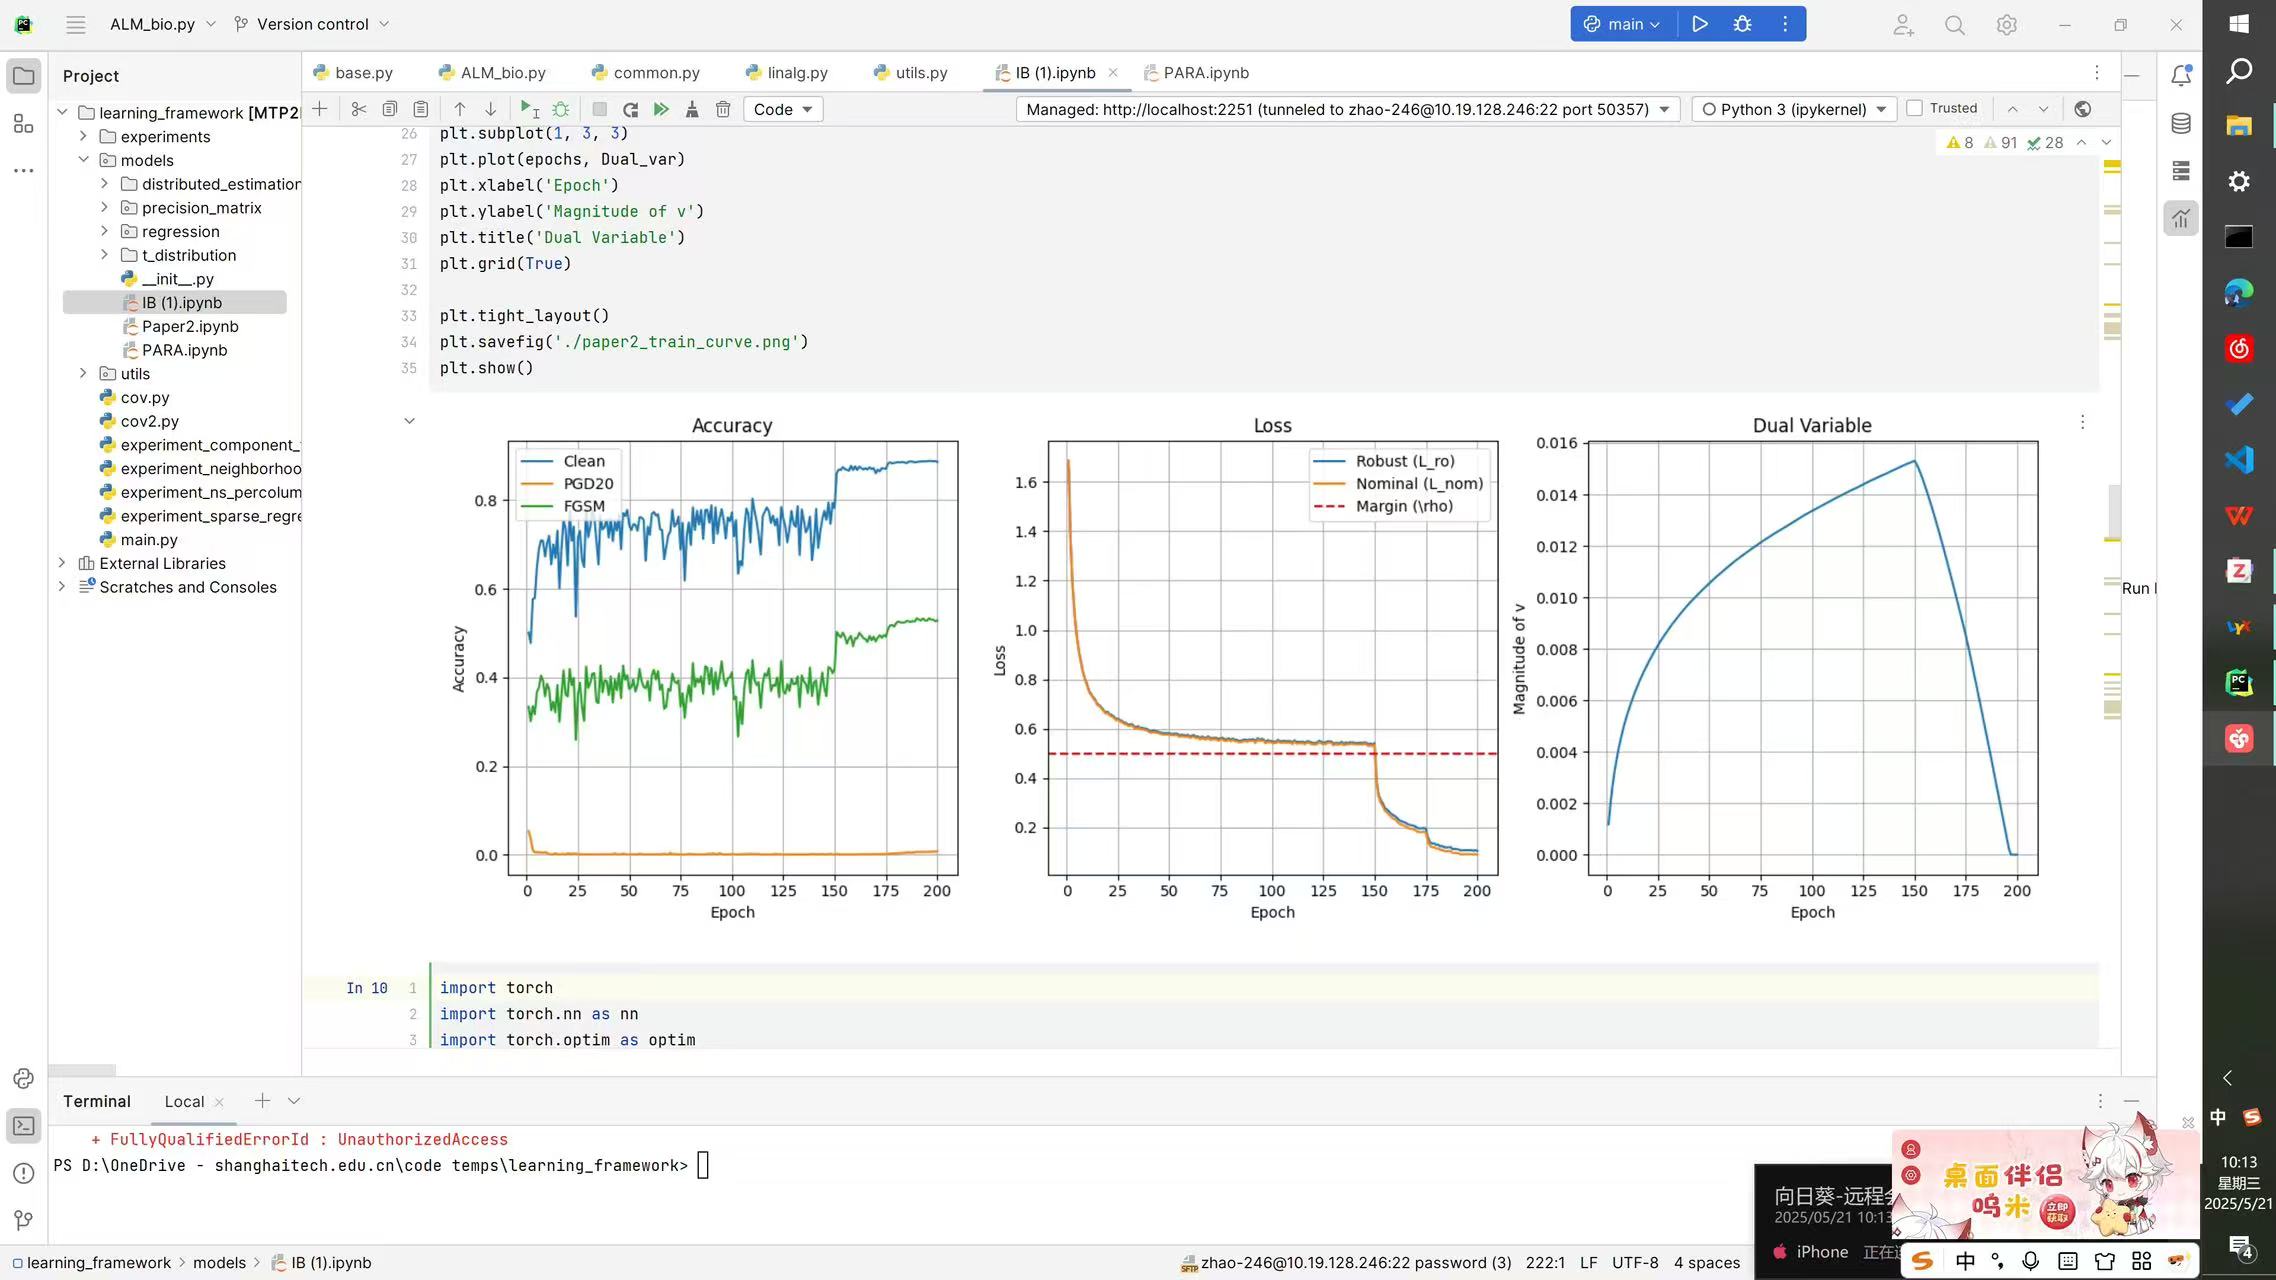 ALM_bio.py
Version control
main
Project
base.py
ALM_bio.py
common.py
linalg.py
utils.py
IB (1).ipynb
PARA.ipynb
Code
Managed: http://localhost:2251 (tunneled to zhao-246@10.19.128.246:22 port 50357)
Python 3 (ipykernel)
Trusted
8
91
28
learning_framework [MTP2
experiments
models
distributed_estimation
precision_matrix
regression
t_distribution
__init__.py
IB (1).ipynb
Paper2.ipynb
PARA.ipynb
utils
cov.py
cov2.py
experiment_component_
experiment_neighborhoo
experiment_ns_percolum
experiment_sparse_regre
main.py
External Libraries
Scratches and Consoles
26 plt.subplot(1, 3, 3)
27 plt.plot(epochs, Dual_var)
28 plt.xlabel('Epoch')
29 plt.ylabel('Magnitude of v')
30 plt.title('Dual Variable')
31 plt.grid(True)
32
33 plt.tight_layout()
34 plt.savefig('./paper2_train_curve.png')
35 plt.show()
Accuracy
Clean
PGD20
FGSM
Accuracy
0.8
0.6
0.4
0.2
0.0
0 25 50 75 100 125 150 175 200
Epoch
Loss
Robust (L_ro)
Nominal (L_nom)
Margin (\rho)
Loss
1.6
1.4
1.2
1.0
0.8
0.6
0.4
0.2
0 25 50 75 100 125 150 175 200
Epoch
Dual Variable
Magnitude of v
0.016
0.014
0.012
0.010
0.008
0.006
0.004
0.002
0.000
0 25 50 75 100 125 150 175 200
Epoch
Run
In 10
1 import torch
2 import torch.nn as nn
3 import torch.optim as optim
Terminal
Local
+ FullyQualifiedErrorId : UnauthorizedAccess
PS D:\OneDrive - shanghaitech.edu.cn\code temps\learning_framework>
learning_framework > models > IB (1).ipynb
zhao-246@10.19.128.246:22 password (3)
222:1
LF
UTF-8
4 spaces
向日葵-远程
2025/05/21 10:13
iPhone
桌面伴侣
呜米
立即
获取
中
中
10:13
星期三
2025/5/21
4